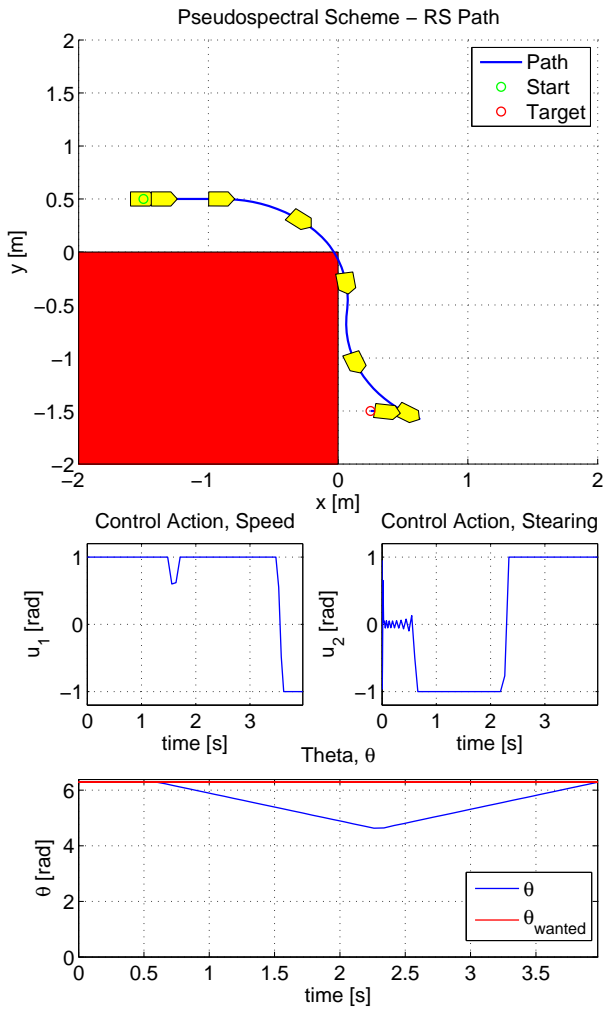 Pseudospectral Scheme − RS Path
2
1.5
1
0.5
0
−0.5
−1
−1.5
−2
y [m]
−2
−1
0
1
2
x [m]
Path
Start
Target
Control Action, Speed
1
0
−1
u1 [rad]
0
1
2
3
time [s]
Control Action, Stearing
1
0
−1
u2 [rad]
0
1
2
3
time [s]
Theta, θ
6
4
2
0
θ [rad]
0
0.5
1
1.5
2
2.5
3
3.5
time [s]
θ
θwanted